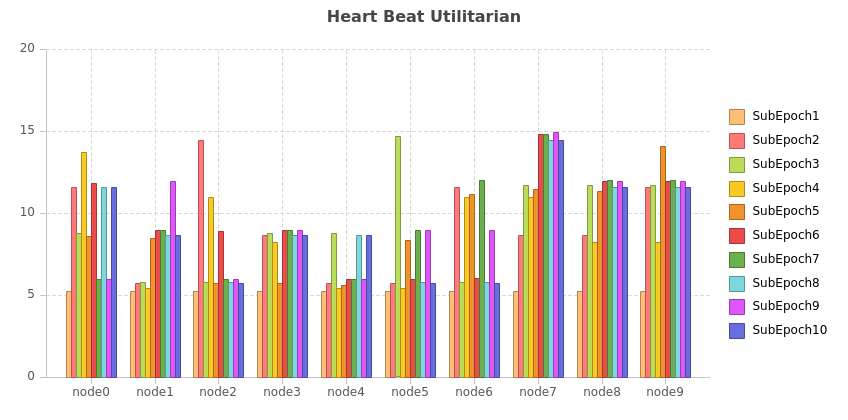 Heart Beat Utilitarian
20
15
10
5
0
node0 node1 node2 node3 node4 node5 node6 node7 node8 node9
SubEpoch1
SubEpoch2
SubEpoch3
SubEpoch4
SubEpoch5
SubEpoch6
SubEpoch7
SubEpoch8
SubEpoch9
SubEpoch10